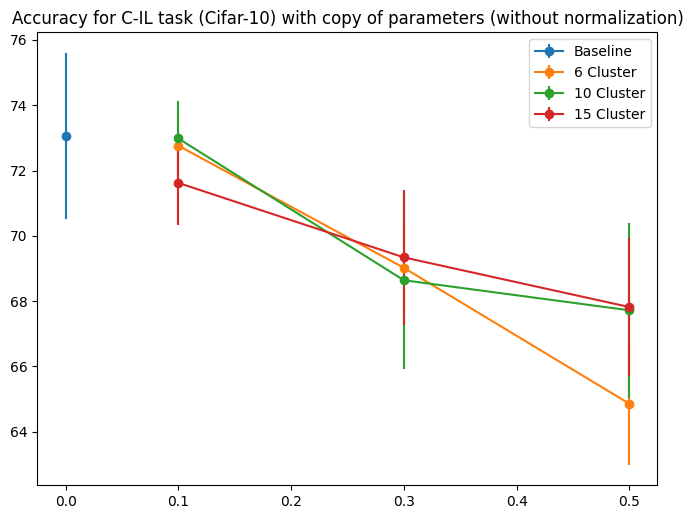 Accuracy for C-IL task (Cifar-10) with copy of parameters (without normalization)
76
74
72
70
68
66
64
0.0
0.1
0.2
0.3
0.4
0.5
Baseline
6 Cluster
10 Cluster
15 Cluster